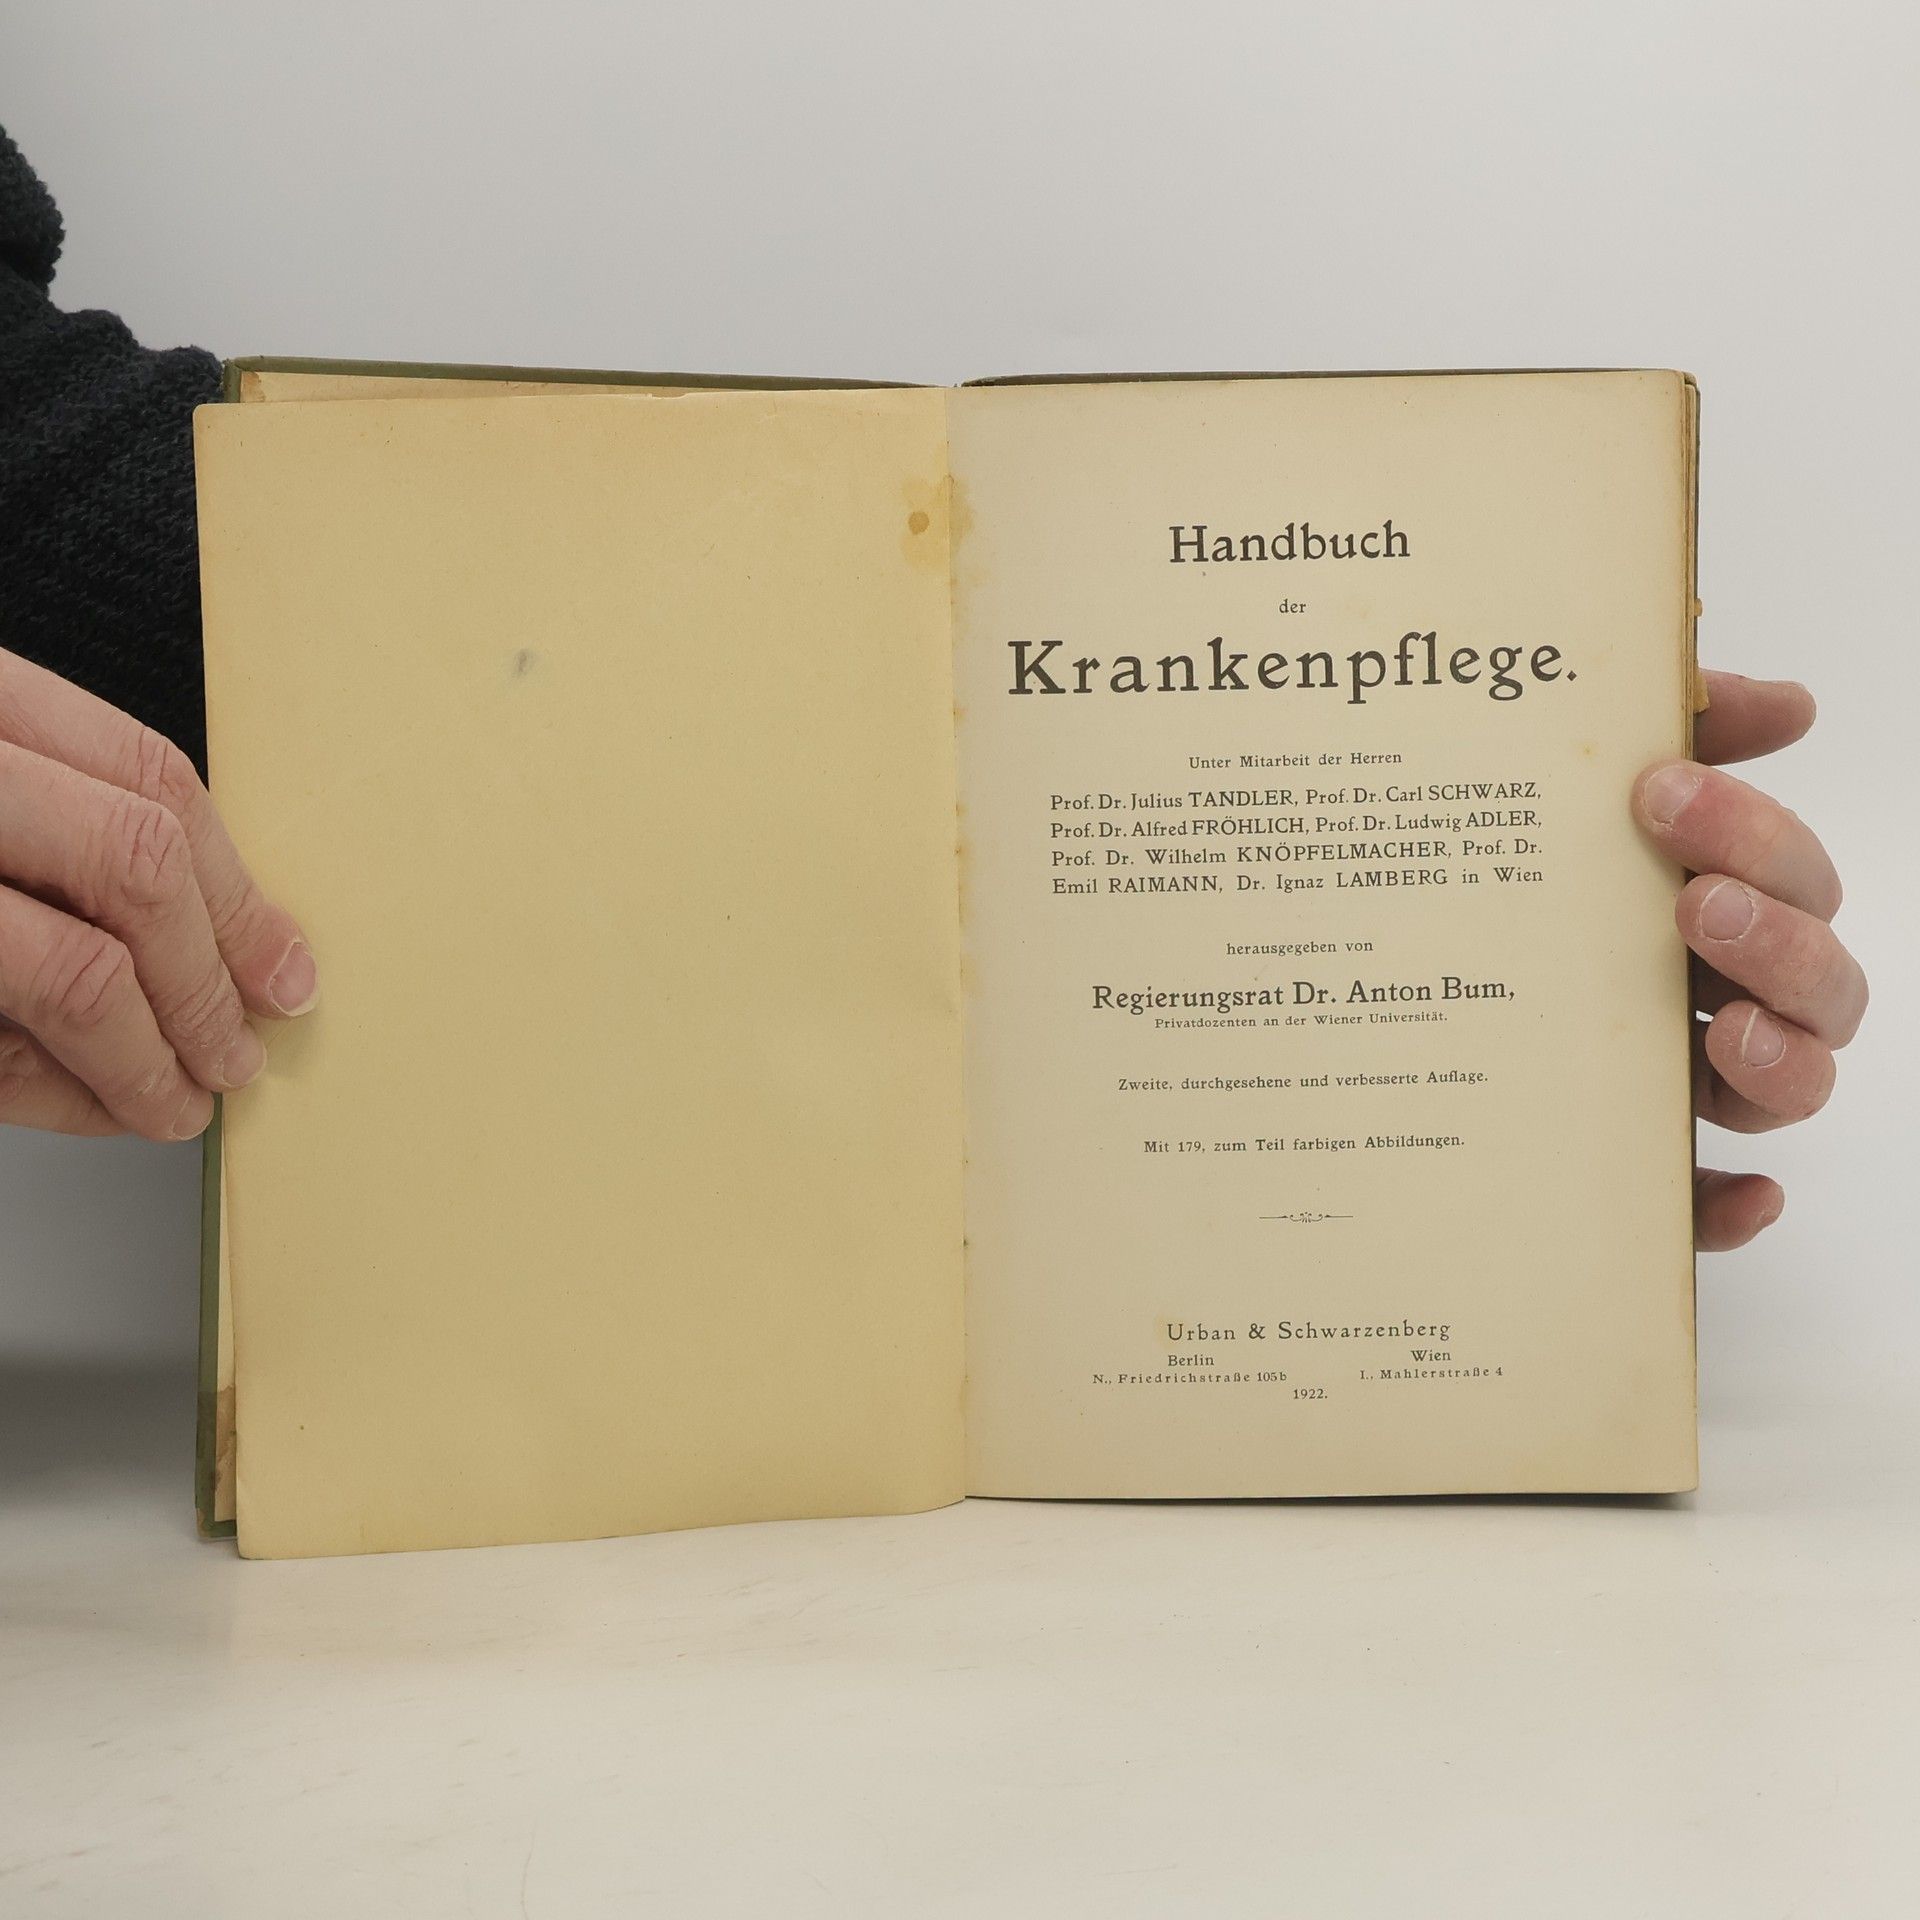 Handbuch
der
Krankenpflege.
Unter Mitarbeit der Herren
Prof. Dr. Julius TANDLER, Prof. Dr. Carl SCHWARZ,
Prof. Dr. Alfred FRÖHLICH, Prof. Dr. Ludwig ADLER,
Prof. Dr. Wilhelm KNÖPFELMACHER, Prof. Dr.
Emil RAIMANN, Dr. Ignaz LAMBERG in Wien
herausgegeben von
Regierungsrat Dr. Anton Bum,
Privatdozenten an der Wiener Universität.
Zweite, durchgesehene und verbesserte Auflage.
Mit 179, zum Teil farbigen Abbildungen.
Urban & Schwarzenberg
Berlin Wien
N., Friedrichstraße 105b I., Mahlerstraße 4
1922.